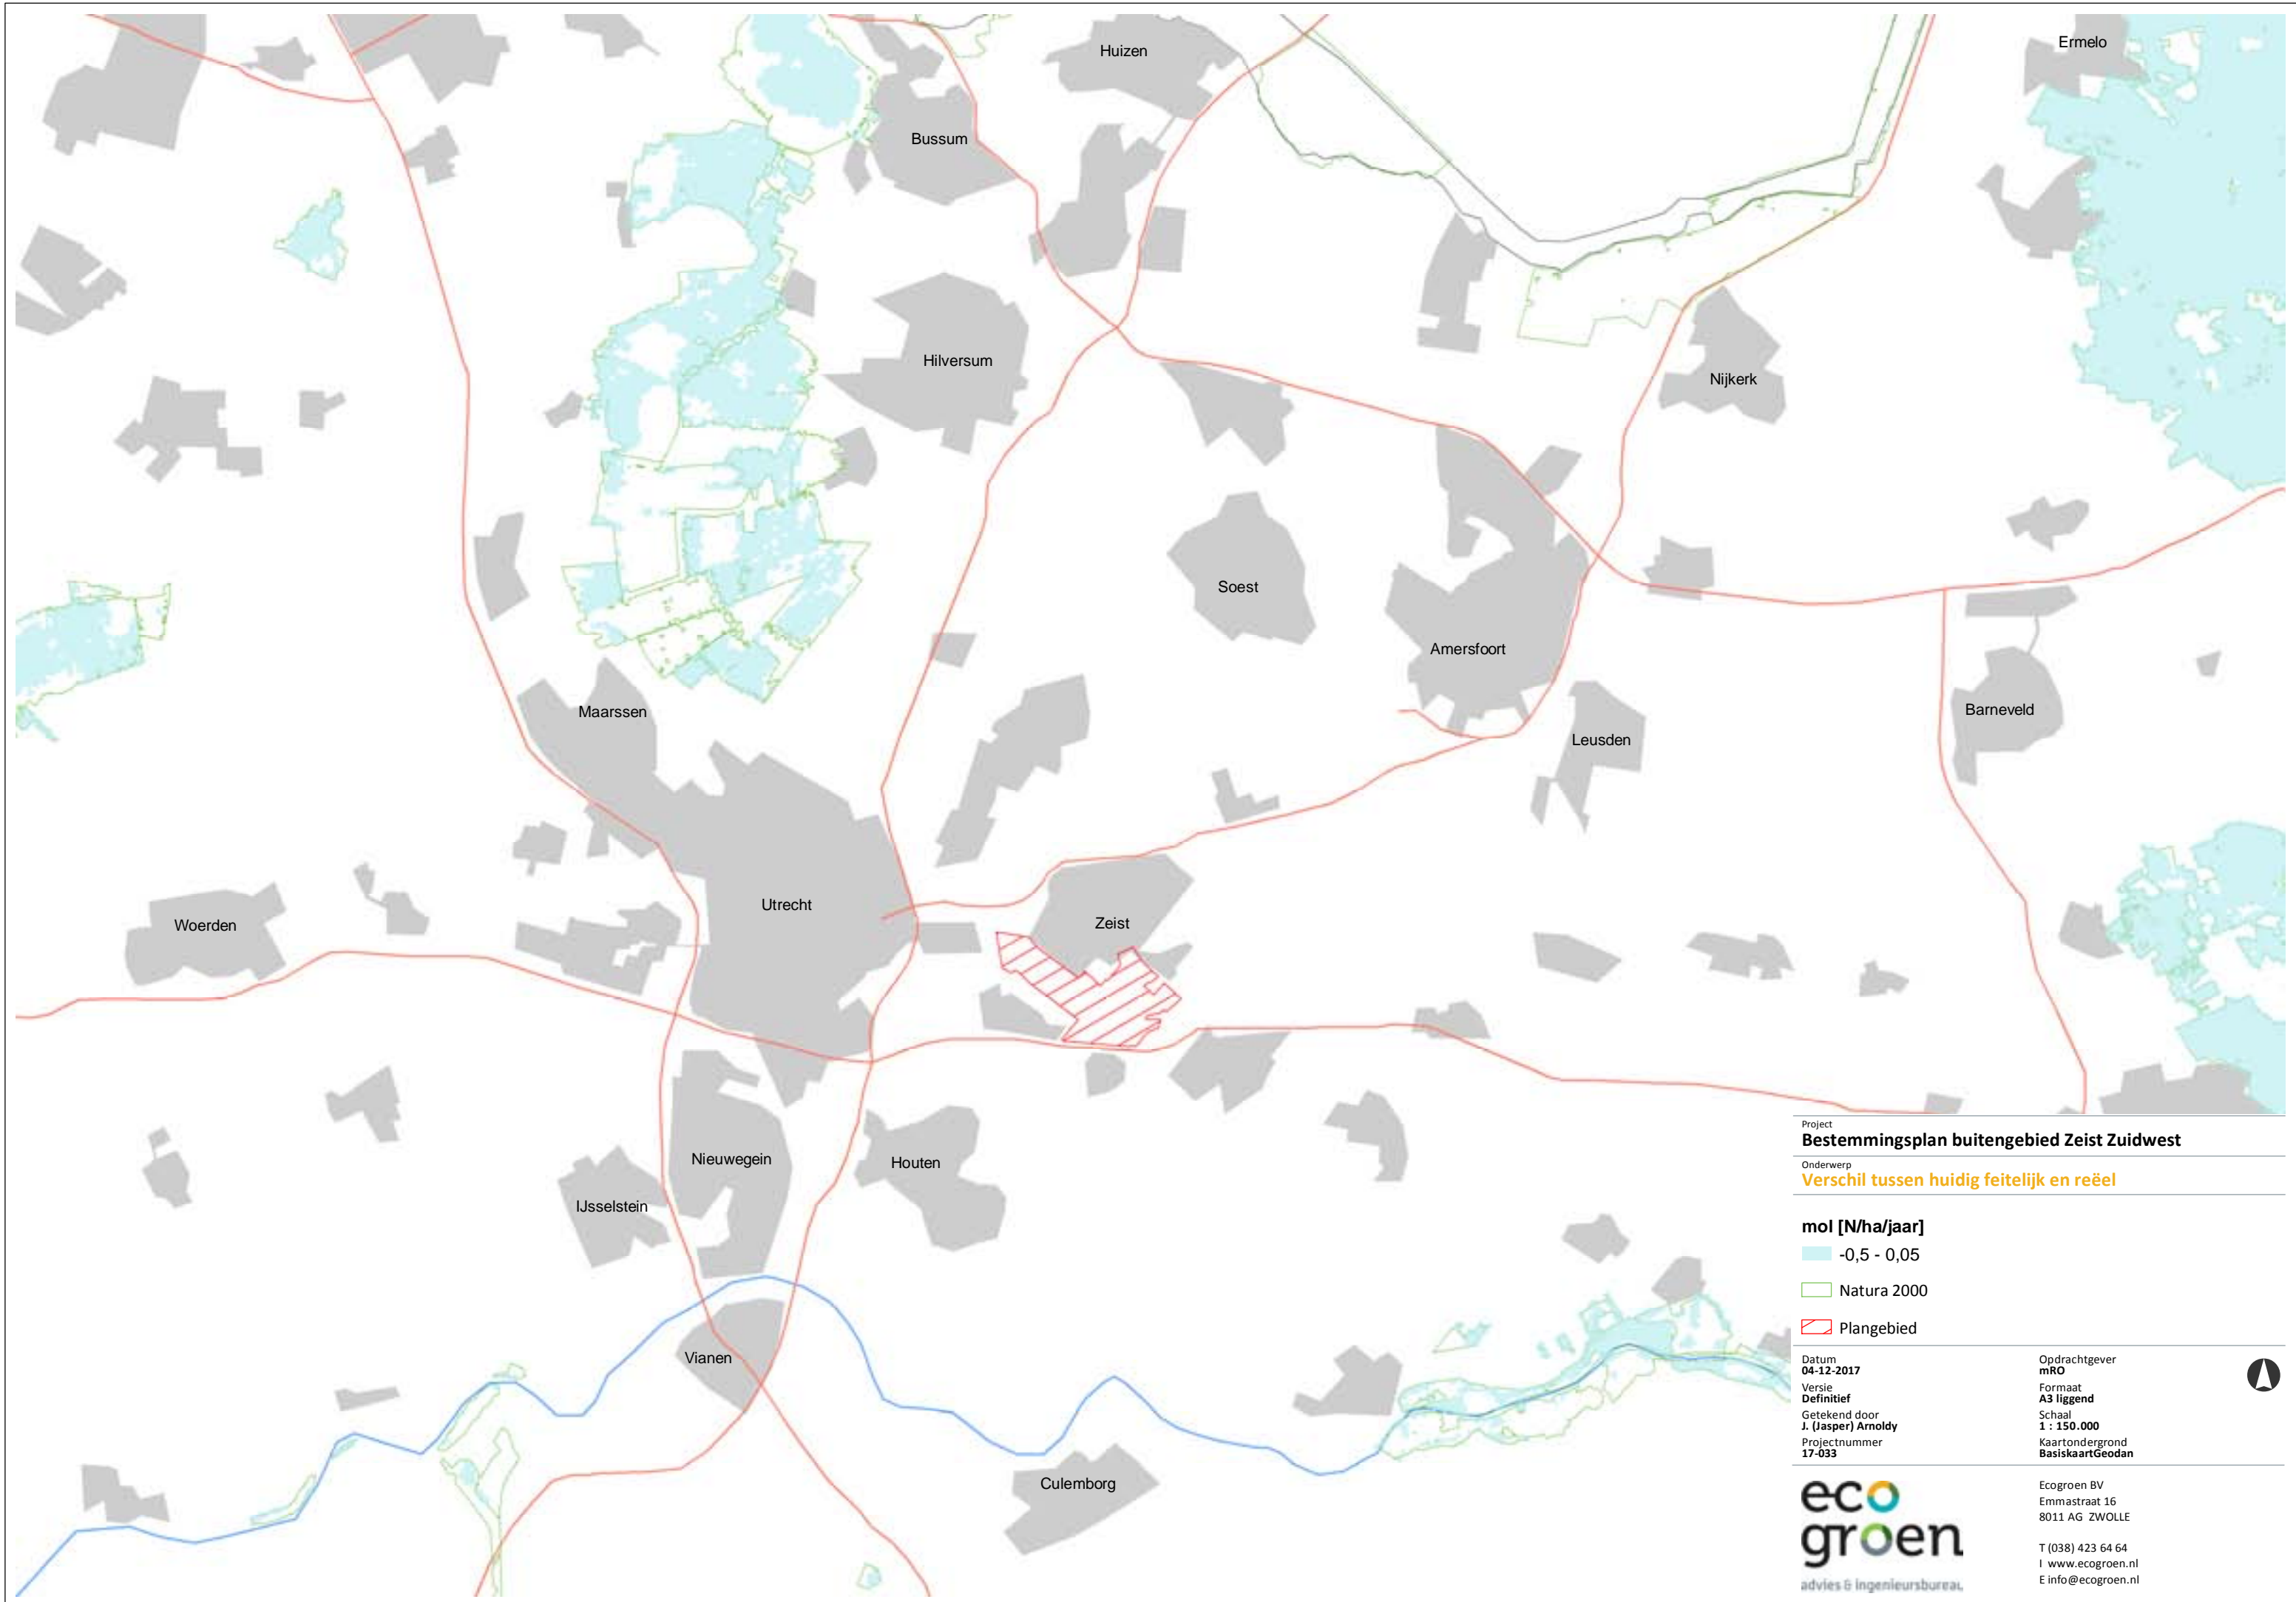 Ermelo
Huizen
Bussum
Hilversum
Nijkerk
Soest
Amersfoort
Maarssen
Leusden
Barneveld
Utrecht
Woerden
Zeist
Nieuwegein
Houten
IJsselstein
Vianen
Culemborg
Project
Bestemmingsplan buitengebied Zeist Zuidwest
Onderwerp
Verschil tussen huidig feitelijk en reëel
mol [N/ha/jaar]
-0,5 - 0,05
Natura 2000
Plangebied
Datum
04-12-2017
Versie
Definitief
Getekend door
J. (Jasper) Arnoldy
Projectnummer
17-033
Opdrachtgever
mRO
Formaat
A3 liggend
Schaal
1 : 150.000
Kaartondergrond
BasiskaartGeodan
eco
groen
advies & ingenieursbureau
Ecogroen BV
Emmastraat 16
8011 AG ZWOLLE
T (038) 423 64 64
I www.ecogroen.nl
E info@ecogroen.nl